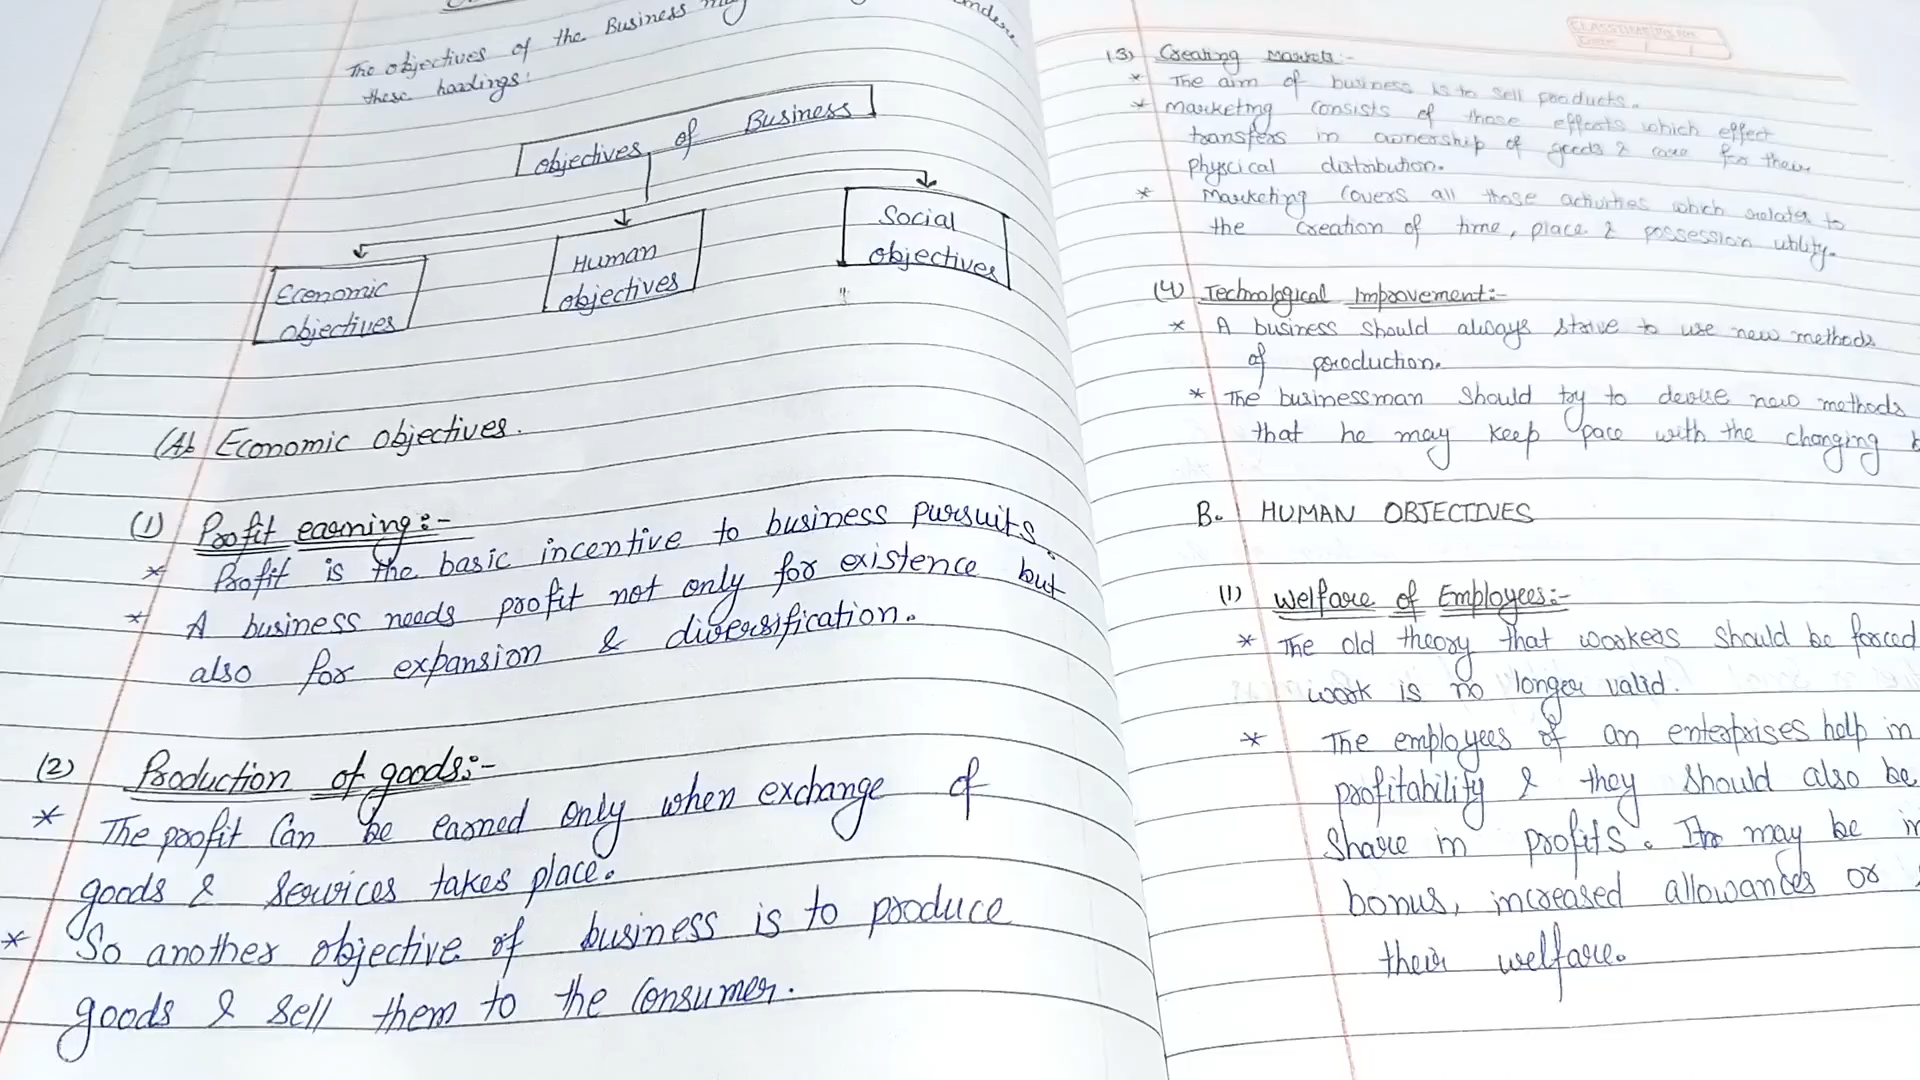 The objectives of the Business
these headings:
objectives of Business
Economic
objectives
Human
objectives
Social
objectives
(A) Economic objectives.
(1) Profit earning:-
* Profit is the basic incentive to business pursuits.
* A business needs profit not only for existence but
also for expansion & diversification.
(2) Production of goods:-
* The profit Can be earned only when exchange of
goods & services takes place.
* So another objective of business is to produce
goods & sell them to the Consumer.
(3) Creating Markets:-
* The aim of business is to sell products.
* marketing consists of those efforts which effect
transfers in ownership of goods & care for their
Physcical distribution.
* Marketing Covers all those activities which relates to
the creation of time, place & possession utility.
(4) Technological Improvement:-
* A business should always strive to use new methods
of production.
* The businessman should try to devise new methods
that he may keep pace with the changing
B. HUMAN OBJECTIVES
(1) Welfare of Employees:-
* The old theory that workers should be forced
work is no longer valid.
* The employees of an enterprises help in
profitability & they should also be
share in profits. may be in
bonus, increased allowances or
their welfare.